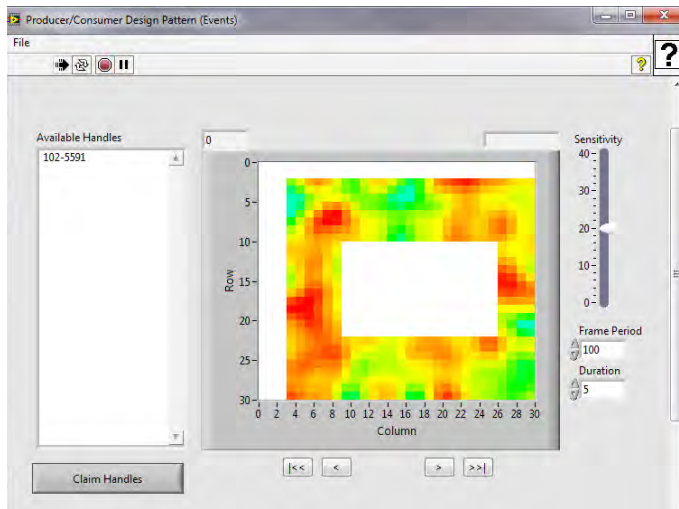 Producer/Consumer Design Pattern (Events)
File
?
?
Available Handles
102-5591
0
Sensitivity
40
30
20
10
0
Frame Period
100
Duration
5
Row
0
5
10
15
20
25
30
0 2 4 6 8 10 12 14 16 18 20 22 24 26 28 30
Column
|<< < > >>|
Claim Handles